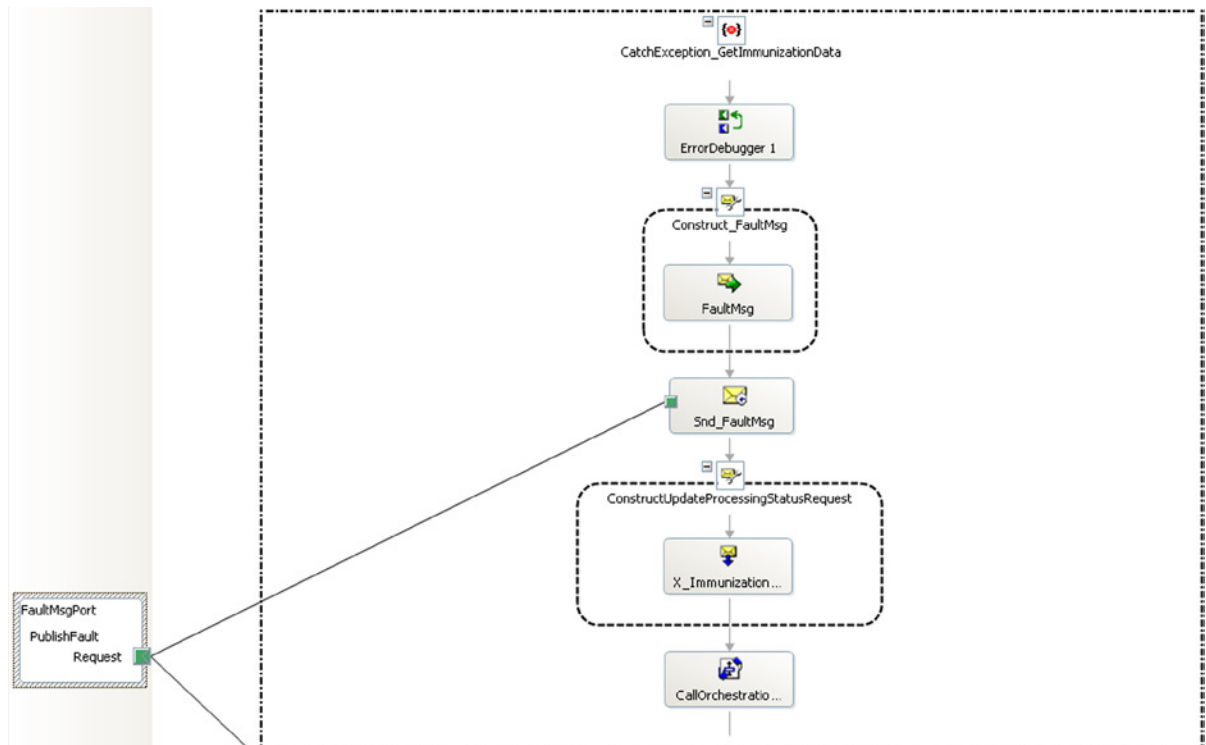 CatchException_GetImmunizationData
ErrorDebugger 1
Construct_FaultMsg
FaultMsg
Snd_FaultMsg
ConstructUpdateProcessingStatusRequest
X_Immunization ...
CallOrchestratio ...
FaultMsgPort
PublishFault
Request